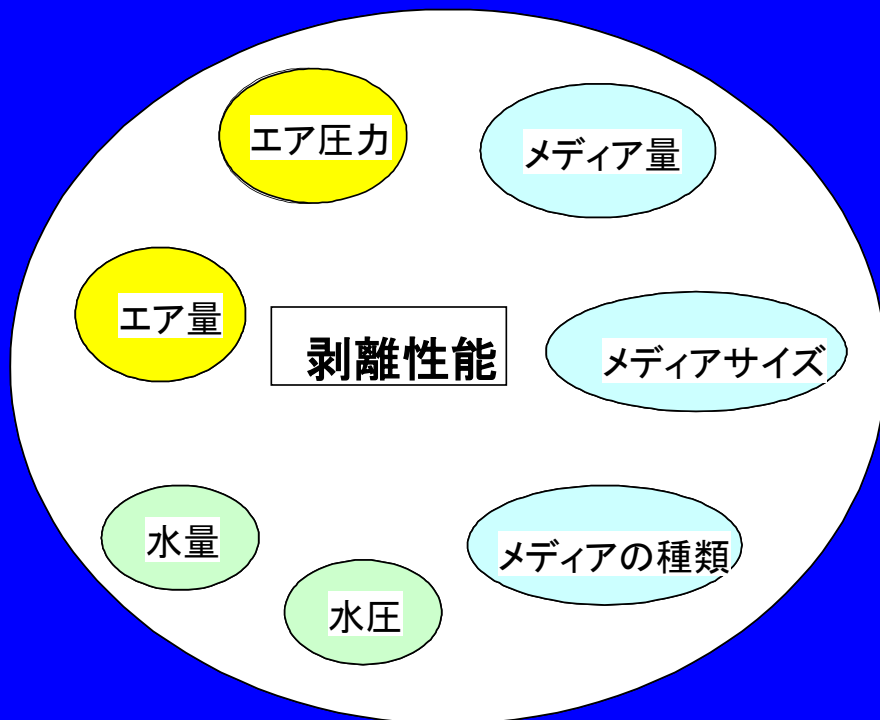 エア圧力
メディア量
エア量
剥離性能
メディアサイズ
水量
メディアの種類
水圧